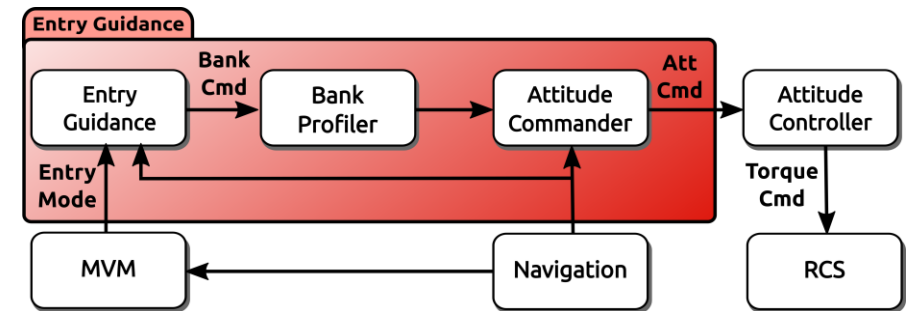 Entry Guidance
Bank
Cmd
Att
Cmd
Entry
Guidance
Bank
Profiler
Attitude
Commander
Attitude
Controller
Entry
Mode
Torque
Cmd
MVM
Navigation
RCS